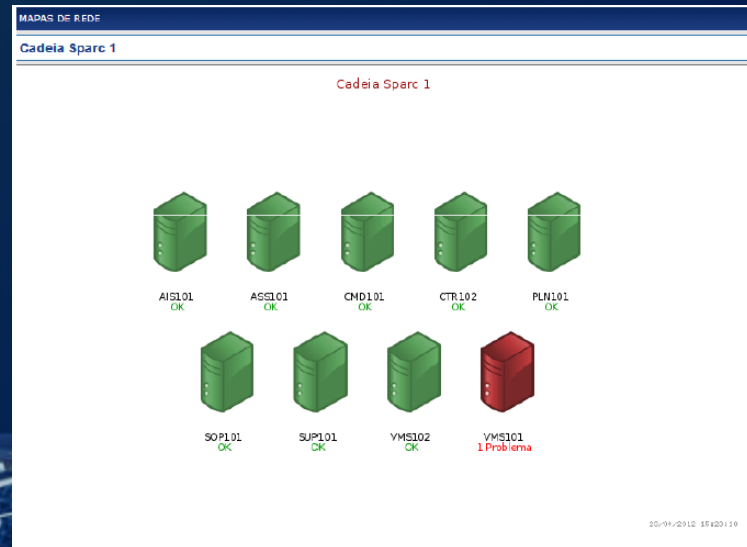 MAPAS DE REDE
Cadeia Sparc 1
Cadeia Sparc 1
AIS101 ASS101 CMD101 CTR102 PLN101
OK OK OK OK OK
SOP101 SUP101 VMS102 VMS101
OK OK OK 1 Problema